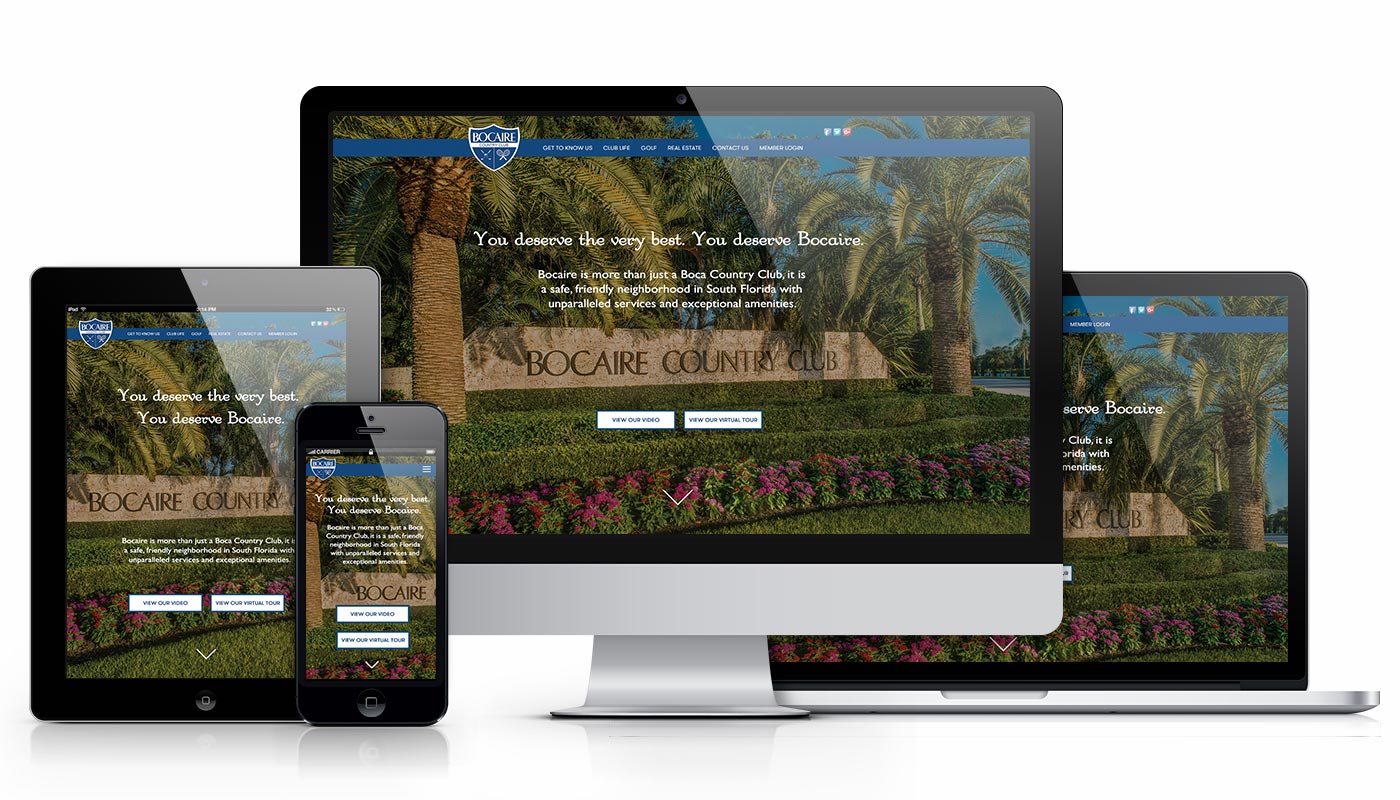 BOCAIRE
COUNTRY CLUB
GET TO KNOW US CLUB LIFE GOLF REAL ESTATE CONTACT US MEMBER LOGIN
You deserve the very best. You deserve Bocaire.
Bocaire is more than just a Boca Country Club, it is
a safe, friendly neighborhood in South Florida with
unparalleled services and exceptional amenities.
BOCAIRE COUNTRY CLUB
VIEW OUR VIDEO VIEW OUR VIRTUAL TOUR
iPad 2:14 PM
BOCAIRE
GET TO KNOW US CLUB LIFE GOLF REAL ESTATE CONTACT US MEMBER LOGIN
You deserve the very best.
You deserve Bocaire.
BOCAIRE COUNTRY C
Bocaire is more than just a Boca Country Club, it is
a safe, friendly neighborhood in South Florida with
unparalleled services and exceptional amenities.
VIEW OUR VIDEO VIEW OUR VIRTUAL TOUR
CARRIER
BOCAIRE
You deserve the very best.
You deserve Bocaire.
Bocaire is more than just a Boca
Country Club, it is a safe, friendly
neighborhood in South Florida
with unparalleled services and
exceptional amenities.
BOCAIRE
VIEW OUR VIDEO
VIEW OUR VIRTUAL TOUR
MEMBER LOGIN
serve Bocaire.
y Club, it is
orida with
menities.
RY CLUB